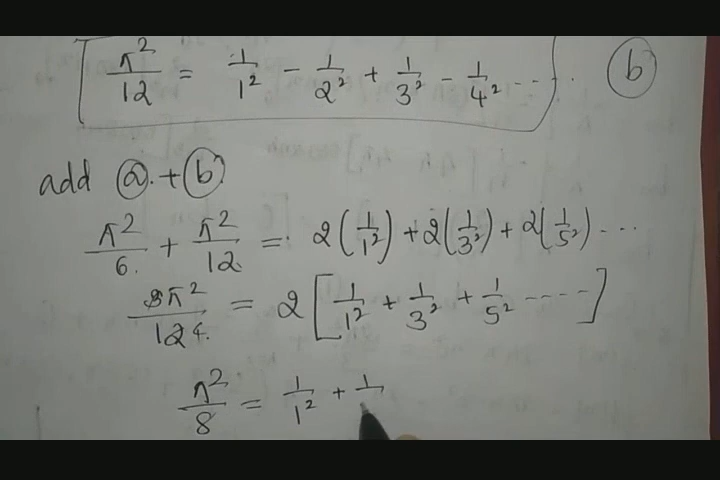 π²/12 = 1/1² - 1/2² + 1/3² - 1/4² ---. (b)
add (a) + (b)
π²/6 + π²/12 = 2(1/1²) + 2(1/3²) + 2(1/5²) ...
3π²/12 4 = 2[1/1² + 1/3² + 1/5² ----]
π²/8 = 1/1² + 1/